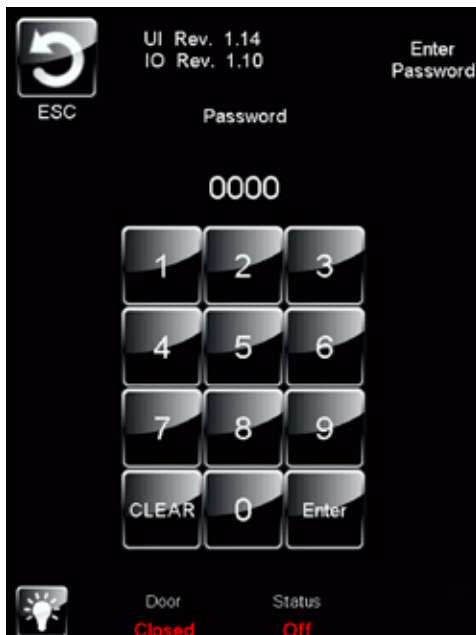 UI Rev. 1.14
IO Rev. 1.10
Enter
Password
ESC
Password
0000
1 2 3
4 5 6
7 8 9
CLEAR 0 Enter
Door Status
Closed Off